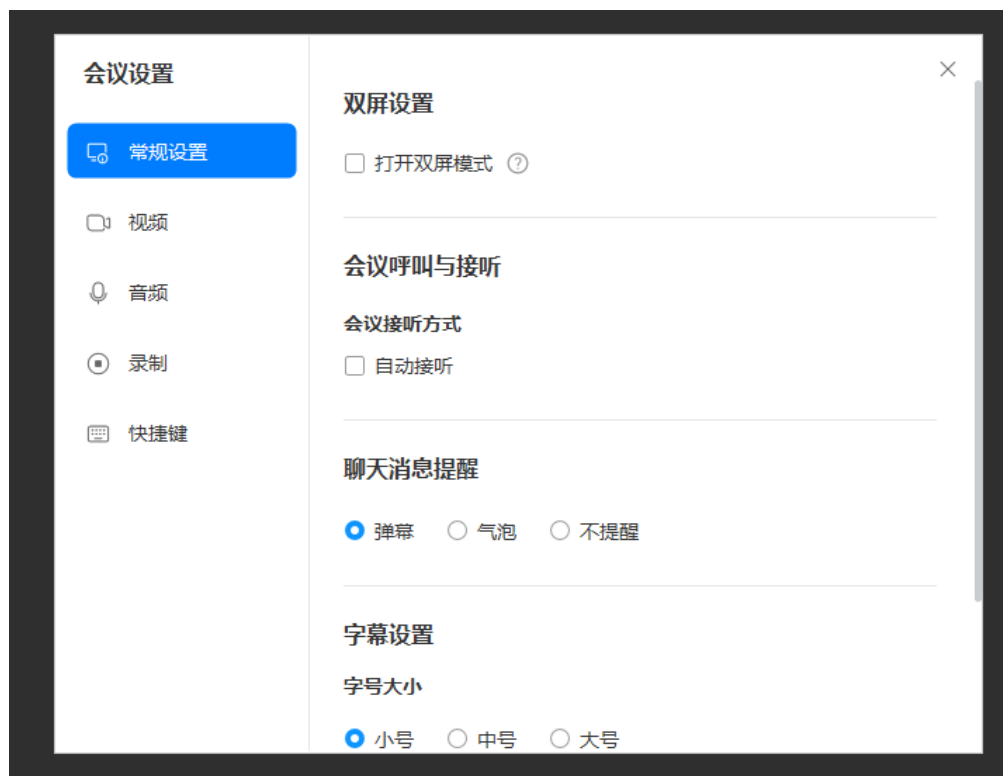 会议设置
常规设置
视频
音频
录制
快捷键
双屏设置
打开双屏模式 ?
会议呼叫与接听
会议接听方式
自动接听
聊天消息提醒
弹幕 气泡 不提醒
字幕设置
字号大小
小号 中号 大号